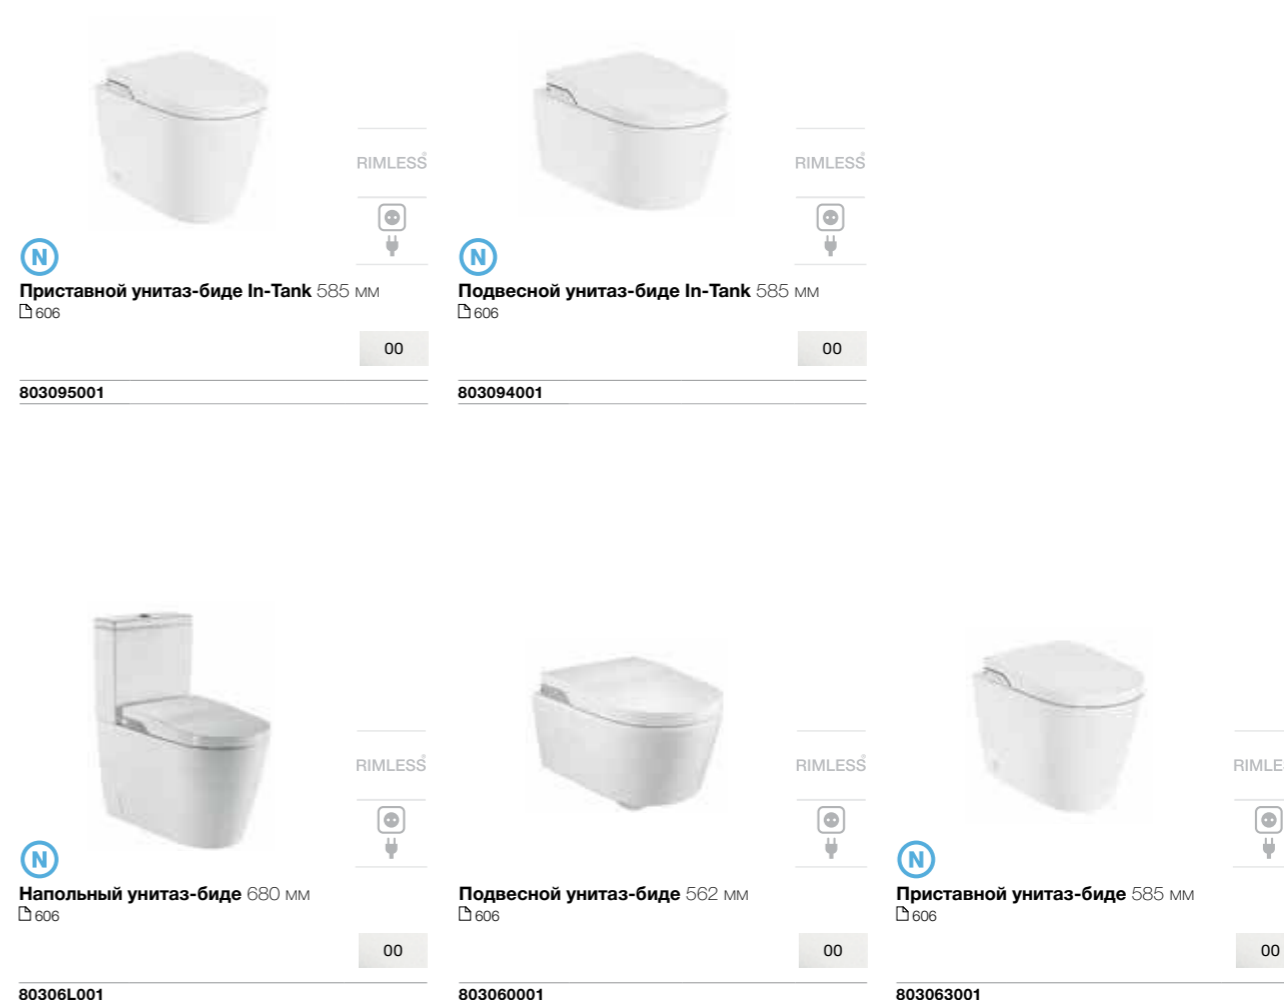 RIMLESS®
N
Приставной унитаз-биде In-Tank 585 мм
606
00
803095001
RIMLESS®
N
Подвесной унитаз-биде In-Tank 585 мм
606
00
803094001
RIMLESS®
N
Напольный унитаз-биде 680 мм
606
00
80306L001
RIMLESS®
Подвесной унитаз-биде 562 мм
606
00
803060001
RIMLE
N
Приставной унитаз-биде 585 мм
606
00
803063001